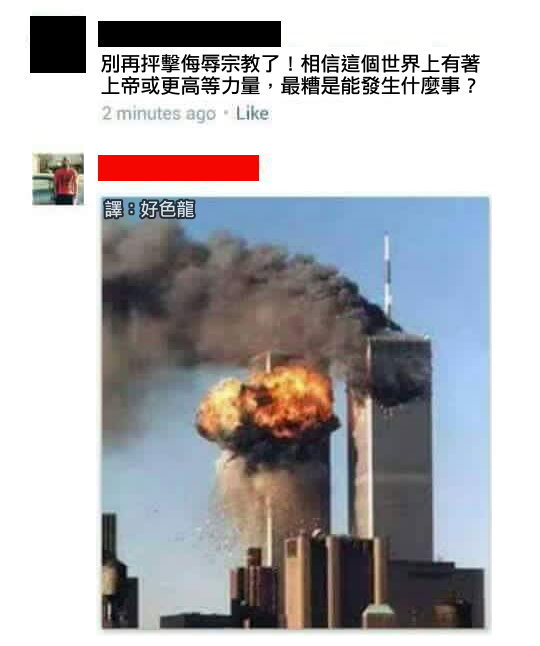 別再抨擊侮辱宗教了！相信這個世界上有著
上帝或更高等力量，最糟是能發生什麼事？
2 minutes ago · Like
譯：好色龍